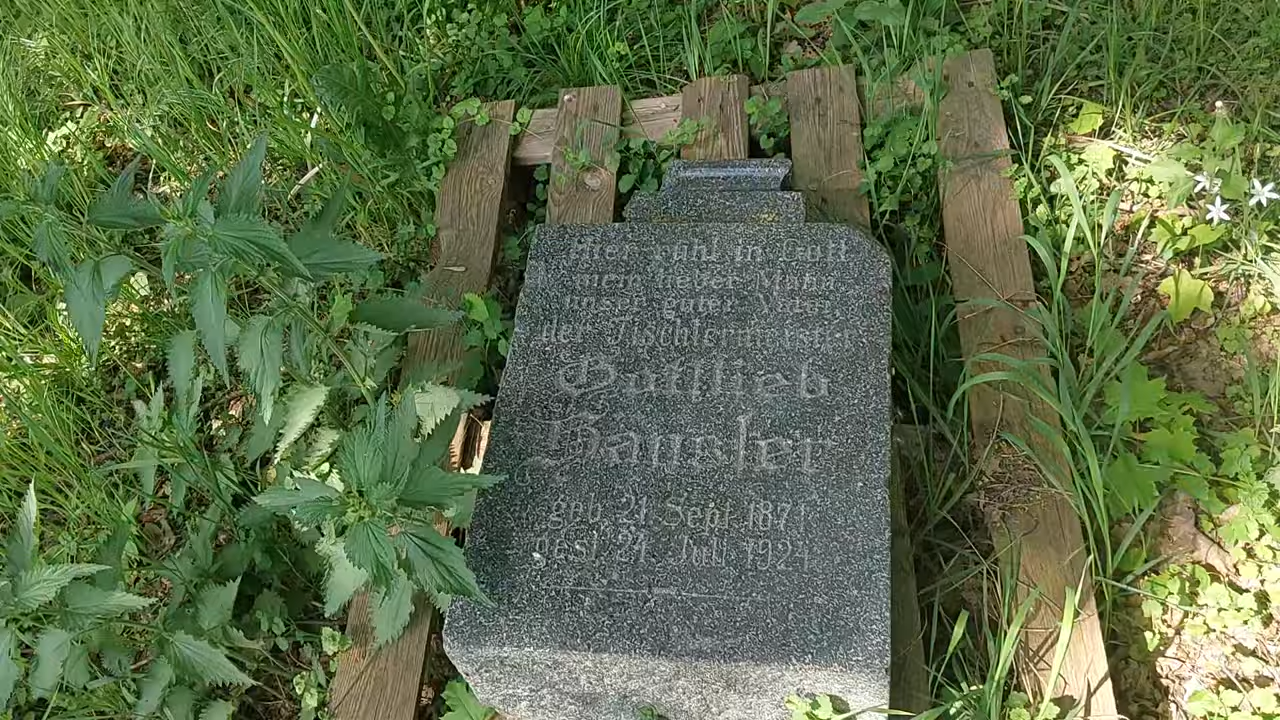 Hier ruht in Gott
mein lieber Mann
unser guter Vater
der Tischlermeister
Gottlieb
geb. 21. Sept. 1871
gest. 24. Juli 1924